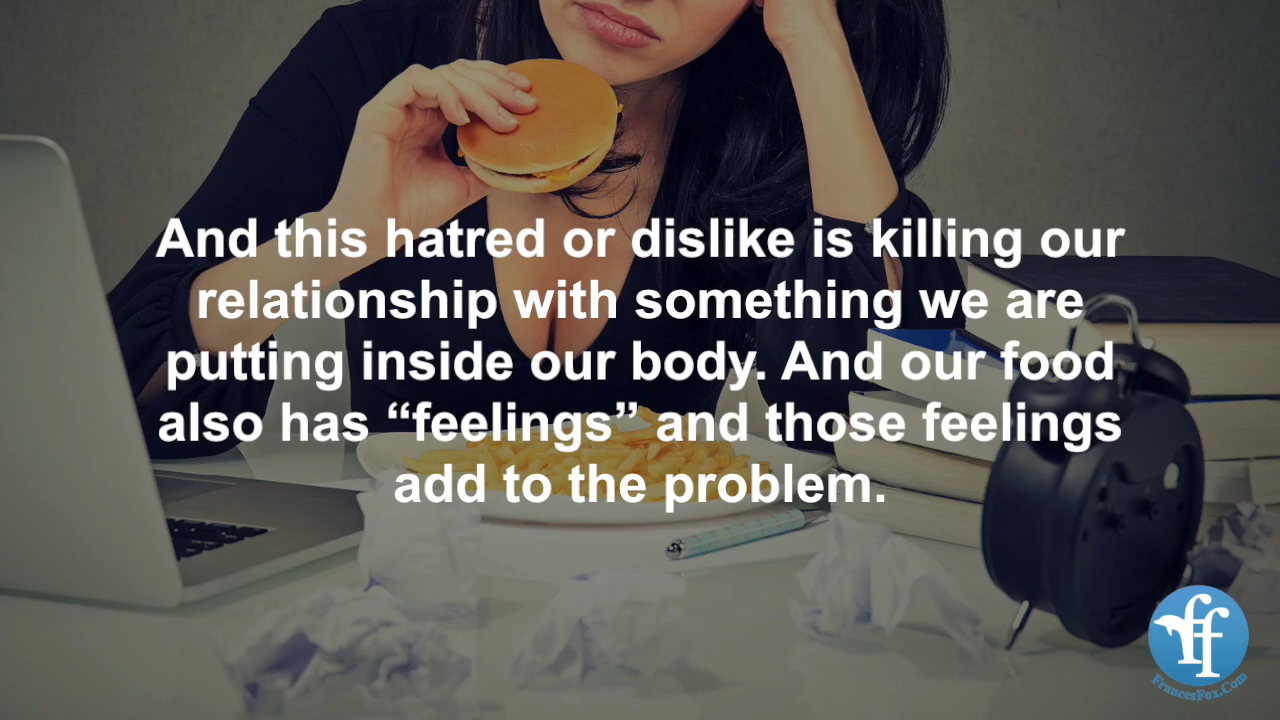 And this hatred or dislike is killing our
relationship with something we are
putting inside our body. And our food
also has “feelings” and those feelings
add to the problem.
ff
FrancesFox.Com